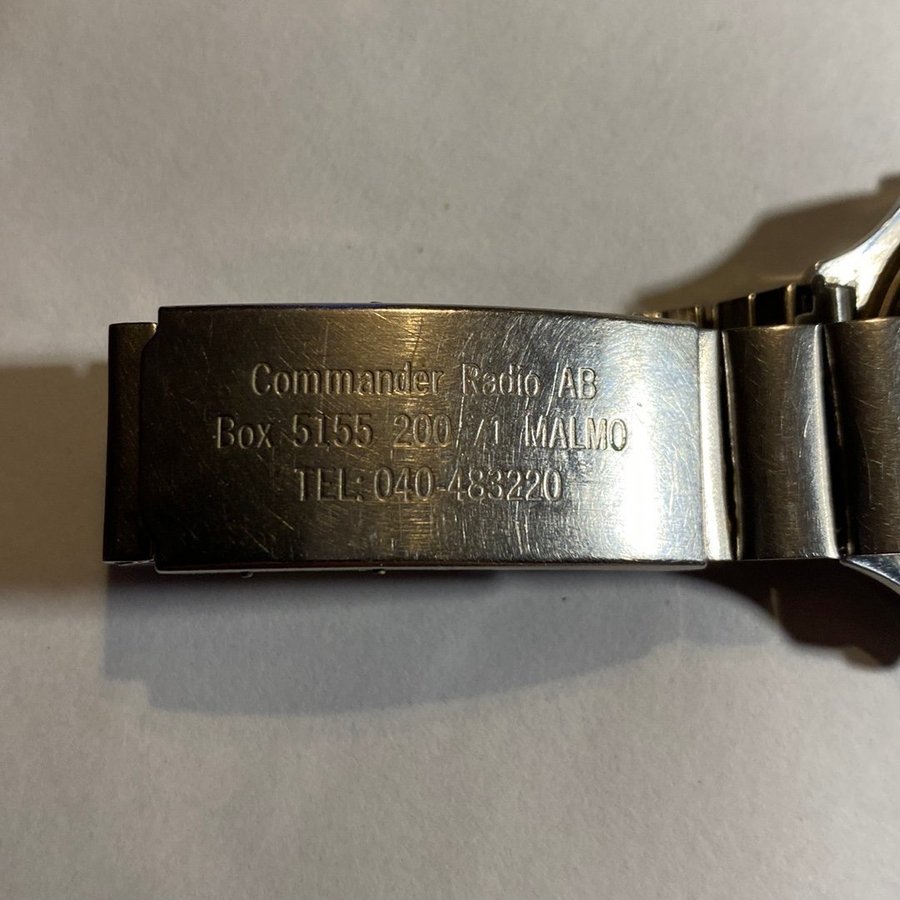 Commander Radio AB
Box 5155 200 71 MALMO
TEL: 040-483220